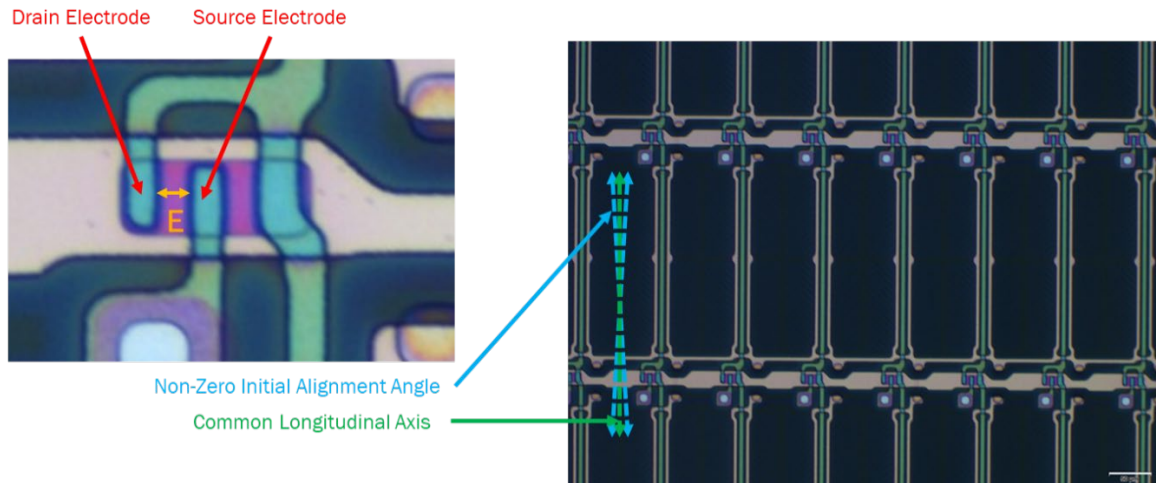 Drain Electrode
Source Electrode
E
Non-Zero Initial Alignment Angle
Common Longitudinal Axis